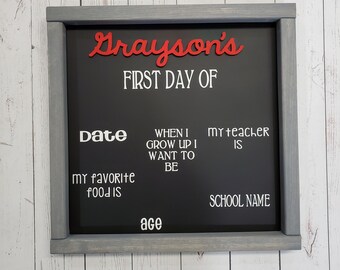 Grayson's
FIRST DAY OF
Date
WHEN I
GROW UP I
WANT TO
BE
my teacher
is
my favorite
food is
SCHOOL NAME
age